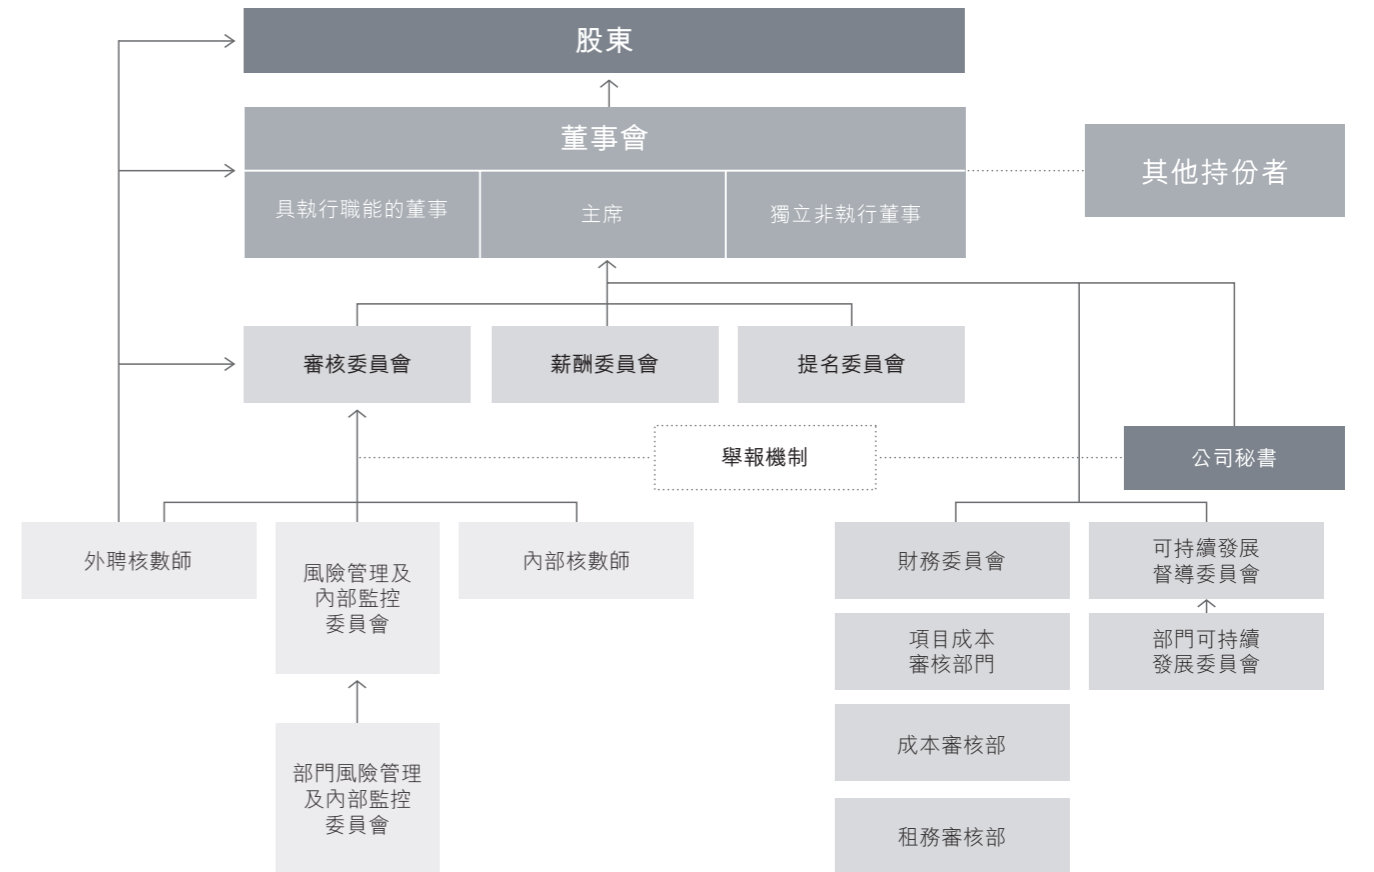 股東
董事會
其他持份者
具執行職能的董事
主席
獨立非執行董事
審核委員會
薪酬委員會
提名委員會
舉報機制
公司秘書
外聘核數師
風險管理及
內部監控
委員會
內部核數師
財務委員會
可持續發展
督導委員會
項目成本
審核部門
部門可持續
發展委員會
成本審核部
部門風險管理
及內部監控
委員會
租務審核部